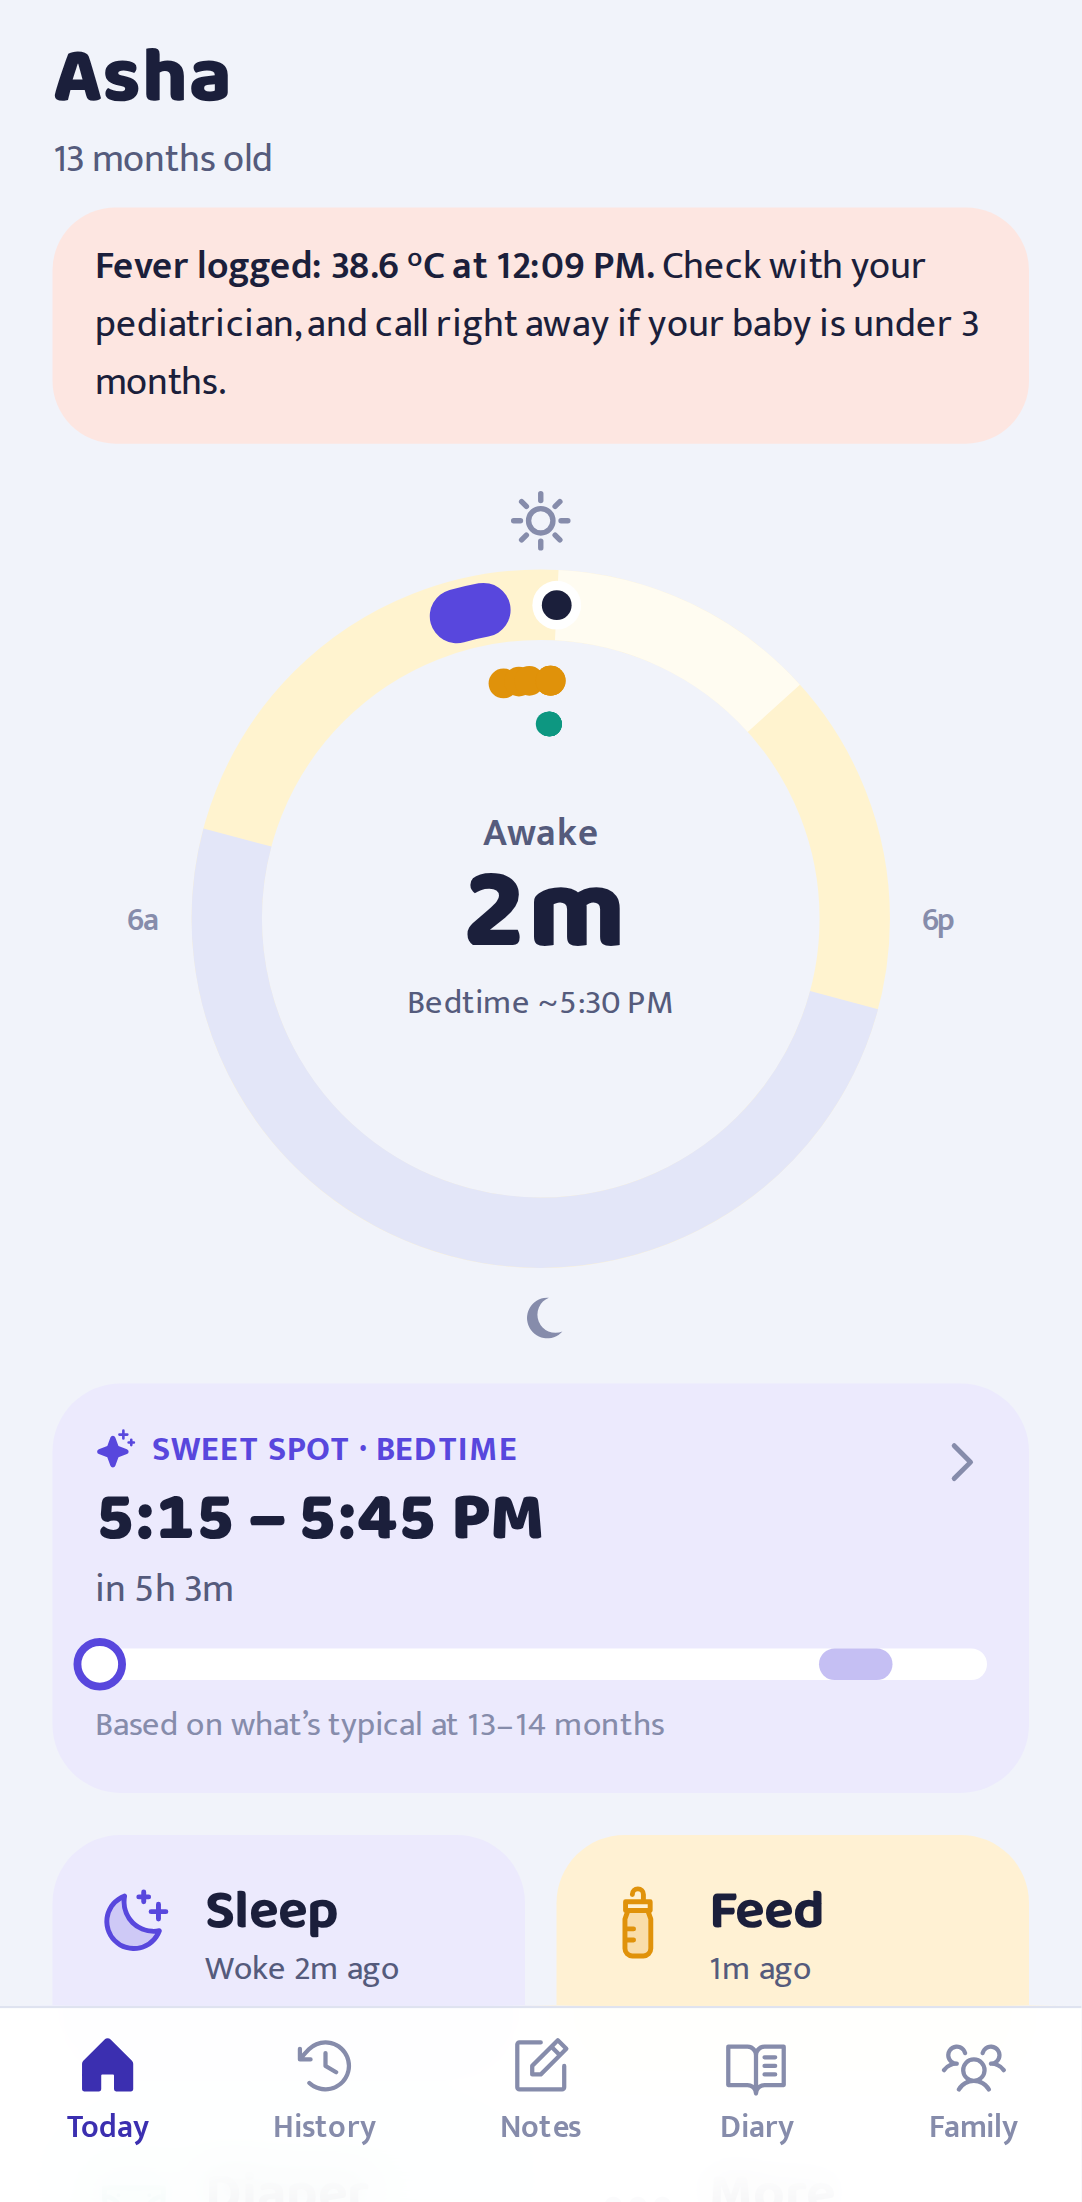 Asha
13 months old
Fever logged: 38.6 °C at 12:09 PM. Check with your
pediatrician, and call right away if your baby is under 3
months.
6a
Awake
2m
Bedtime ~5:30 PM
6p
SWEET SPOT · BEDTIME
5:15 – 5:45 PM
in 5h 3m
Based on what’s typical at 13–14 months
Sleep
Woke 2m ago
Feed
1m ago
Today
History
Notes
Diary
Family
Diaper
More